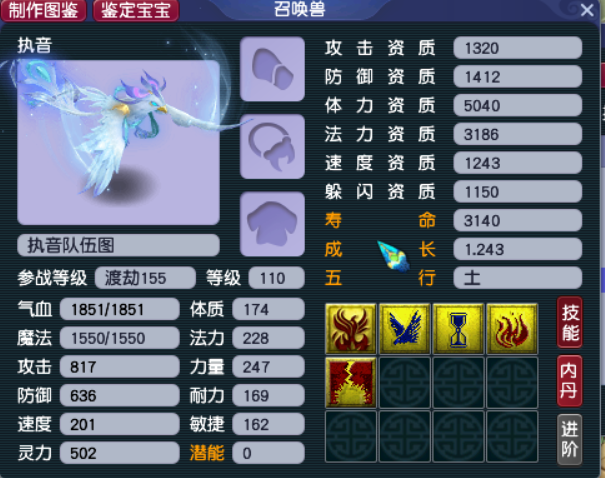 制作图鉴 鉴定宝宝 召唤兽
执音
攻击资质 1320
防御资质 1412
体力资质 5040
法力资质 3186
速度资质 1243
躲闪资质 1150
寿命 3140
成长 1.243
五行 土
执音队伍图
参战等级 渡劫155 等级 110
气血 1851/1851 体质 174
魔法 1550/1550 法力 228
攻击 817 力量 247
防御 636 耐力 169
速度 201 敏捷 162
灵力 502 潜能 0
技能
内丹
进阶